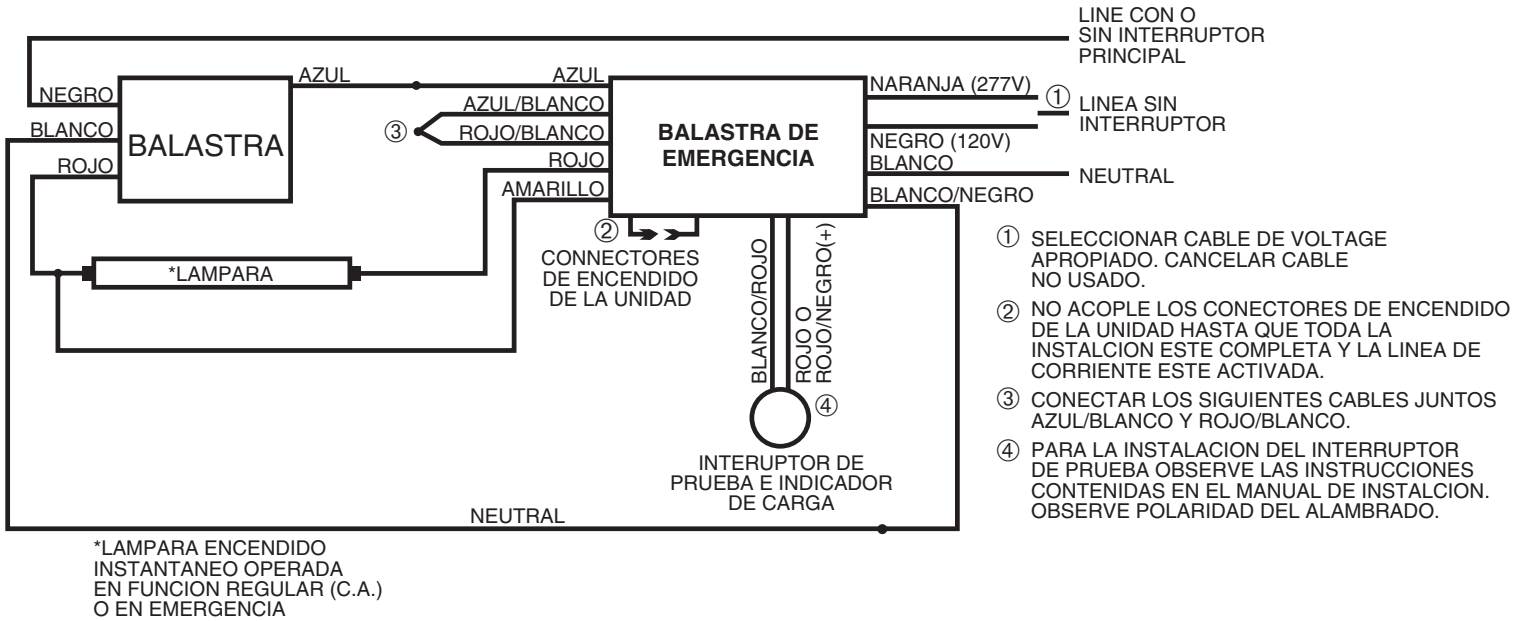 LINE CON O
SIN INTERRUPTOR
PRINCIPAL
NEGRO
BLANCO
ROJO
BALASTRA
AZUL
AZUL
AZUL/BLANCO
③
ROJO/BLANCO
ROJO
AMARILLO
BALASTRA DE
EMERGENCIA
NARANJA (277V)
①
LINEA SIN
INTERRUPTOR
NEGRO (120V)
BLANCO
NEUTRAL
BLANCO/NEGRO
*LAMPARA
②
CONNECTORES
DE ENCENDIDO
DE LA UNIDAD
BLANCO/ROJO
ROJO O
ROJO/NEGRO(+)
④
INTERUPTOR DE
PRUEBA E INDICADOR
DE CARGA
NEUTRAL
*LAMPARA ENCENDIDO
INSTANTANEO OPERADA
EN FUNCION REGULAR (C.A.)
O EN EMERGENCIA
① SELECCIONAR CABLE DE VOLTAGE
APROPIADO. CANCELAR CABLE
NO USADO.
② NO ACOPLE LOS CONECTORES DE ENCENDIDO
DE LA UNIDAD HASTA QUE TODA LA
INSTALCION ESTE COMPLETA Y LA LINEA DE
CORRIENTE ESTE ACTIVADA.
③ CONECTAR LOS SIGUIENTES CABLES JUNTOS
AZUL/BLANCO Y ROJO/BLANCO.
④ PARA LA INSTALACION DEL INTERRUPTOR
DE PRUEBA OBSERVE LAS INSTRUCCIONES
CONTENIDAS EN EL MANUAL DE INSTALCION.
OBSERVE POLARIDAD DEL ALAMBRADO.